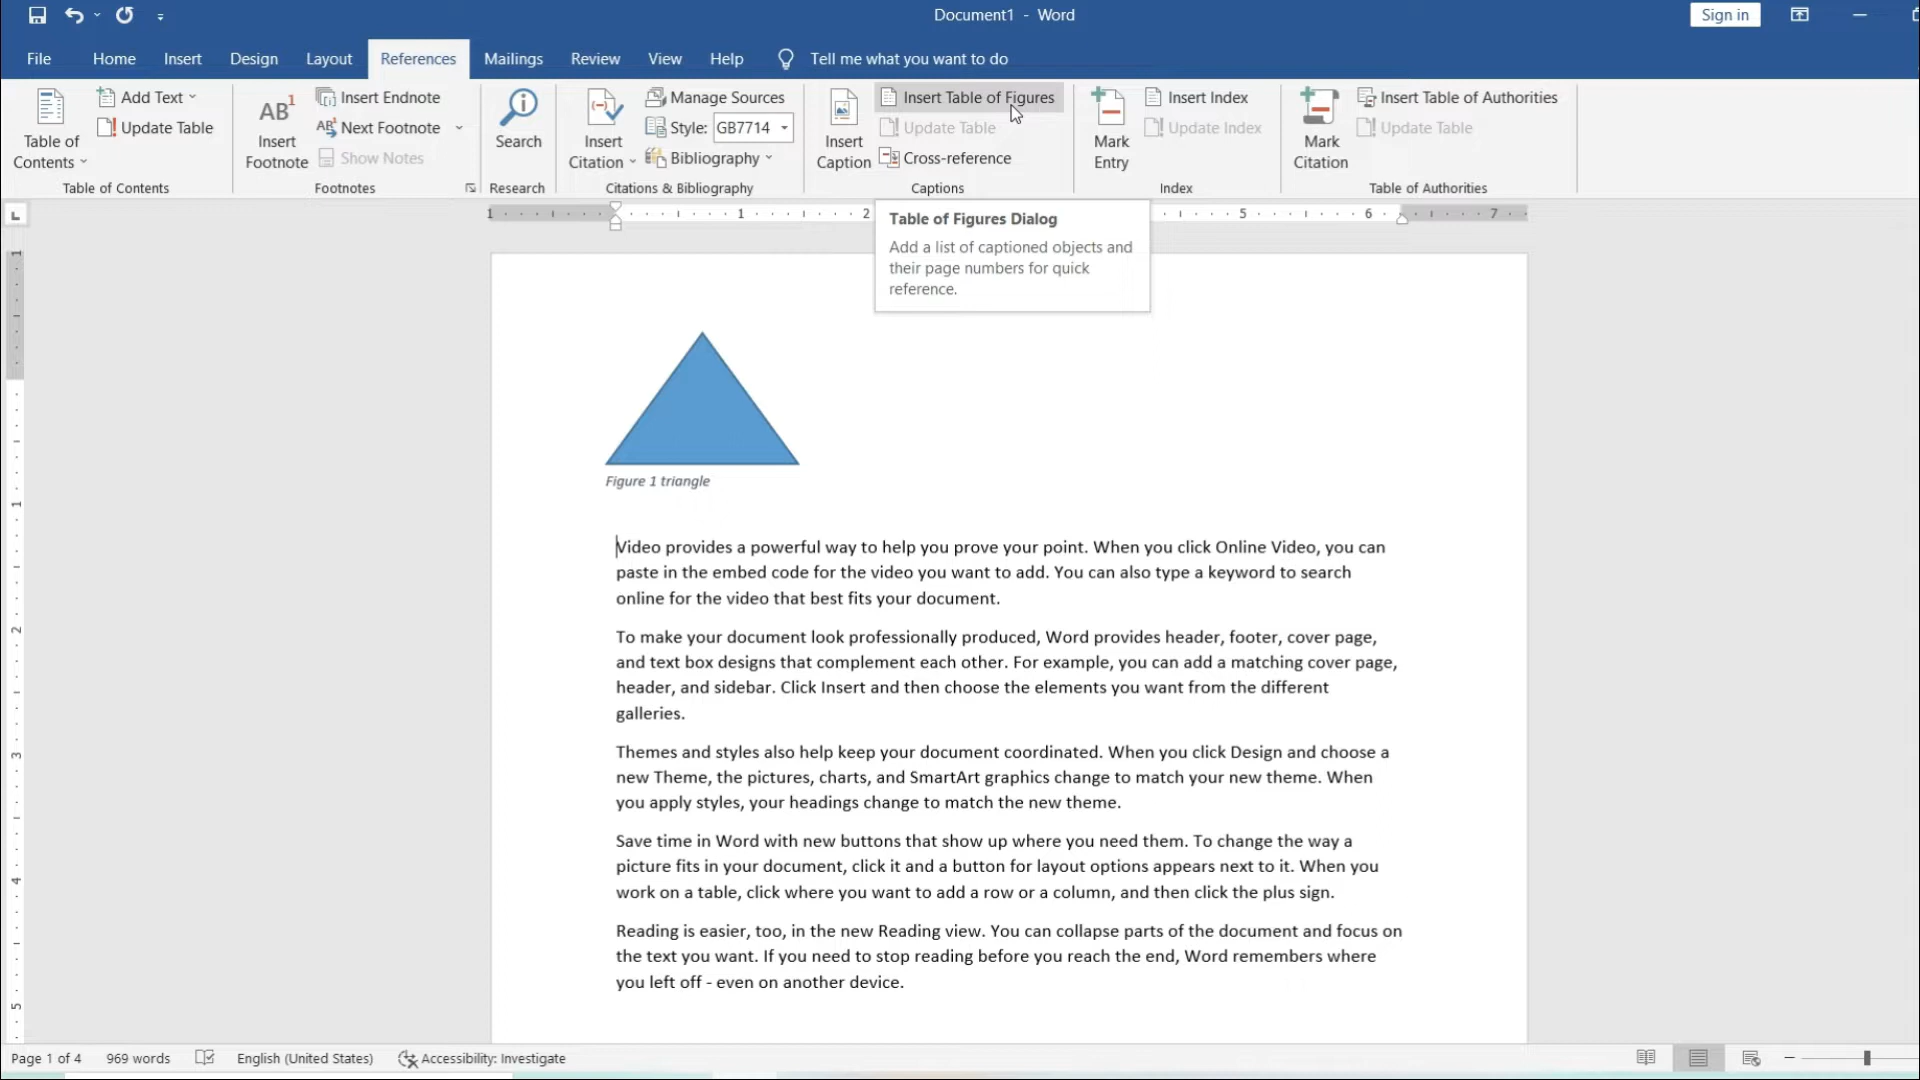 Document1 - Word
Sign in
File Home Insert Design Layout References Mailings Review View Help Tell me what you want to do
Table of Contents
Add Text
Update Table
Table of Contents
AB1
Insert Footnote
Insert Endnote
AB1 Next Footnote
Show Notes
Footnotes
Search
Research
Insert Citation
Manage Sources
Style: GB7714
Bibliography
Citations & Bibliography
Insert Caption
Insert Table of Figures
Update Table
Cross-reference
Captions
Mark Entry
Insert Index
Update Index
Index
Mark Citation
Insert Table of Authorities
Update Table
Table of Authorities
L
1 1 2 5 6 7
Table of Figures Dialog
Add a list of captioned objects and
their page numbers for quick
reference.
1
1
2
3
4
5
Figure 1 triangle
Video provides a powerful way to help you prove your point. When you click Online Video, you can
paste in the embed code for the video you want to add. You can also type a keyword to search
online for the video that best fits your document.
To make your document look professionally produced, Word provides header, footer, cover page,
and text box designs that complement each other. For example, you can add a matching cover page,
header, and sidebar. Click Insert and then choose the elements you want from the different
galleries.
Themes and styles also help keep your document coordinated. When you click Design and choose a
new Theme, the pictures, charts, and SmartArt graphics change to match your new theme. When
you apply styles, your headings change to match the new theme.
Save time in Word with new buttons that show up where you need them. To change the way a
picture fits in your document, click it and a button for layout options appears next to it. When you
work on a table, click where you want to add a row or a column, and then click the plus sign.
Reading is easier, too, in the new Reading view. You can collapse parts of the document and focus on
the text you want. If you need to stop reading before you reach the end, Word remembers where
you left off - even on another device.
Page 1 of 4 969 words English (United States) Accessibility: Investigate